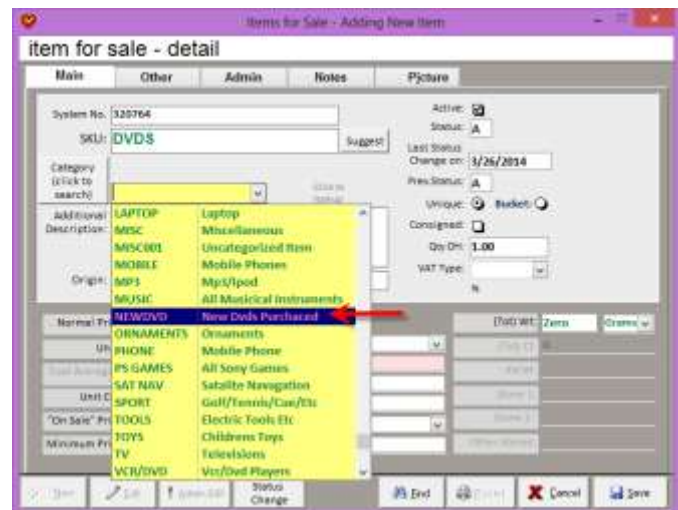 Items for Sale - Adding New Item
item for sale - detail
Main Other Admin Notes Picture
System No. 320764
SKU: DVDS Suggest
Category (click to search)
Additional Description:
Origin:
Active:
Status: A
Last Status Change on: 3/26/2014
Prev.Status: A
Unique: Bucket:
Consigned:
Qty OH: 1.00
VAT Type:
%
LAPTOP Laptop
MISC Miscellaneous
MISC001 Uncategorized Item
MOBILE Mobile Phones
MP3 Mp3/Ipod
MUSIC All Musicical Instruments
NEWDVD New Dvds Purchaced
ORNAMENTS Ornaments
PHONE Mobile Phone
PS GAMES All Sony Games
SAT NAV Satalite Navagation
SPORT Golf/Tennis/Cue/Etc
TOOLS Electric Tools Etc
TOYS Childrens Toys
TV Televisions
VCR/DVD Vcr/Dvd Players
Normal Pr
Un
Unit C
"On Sale" Pri
Minimum Pri
(Tot) Wt: Zero Grams
Status Change
Find
Cancel
Save